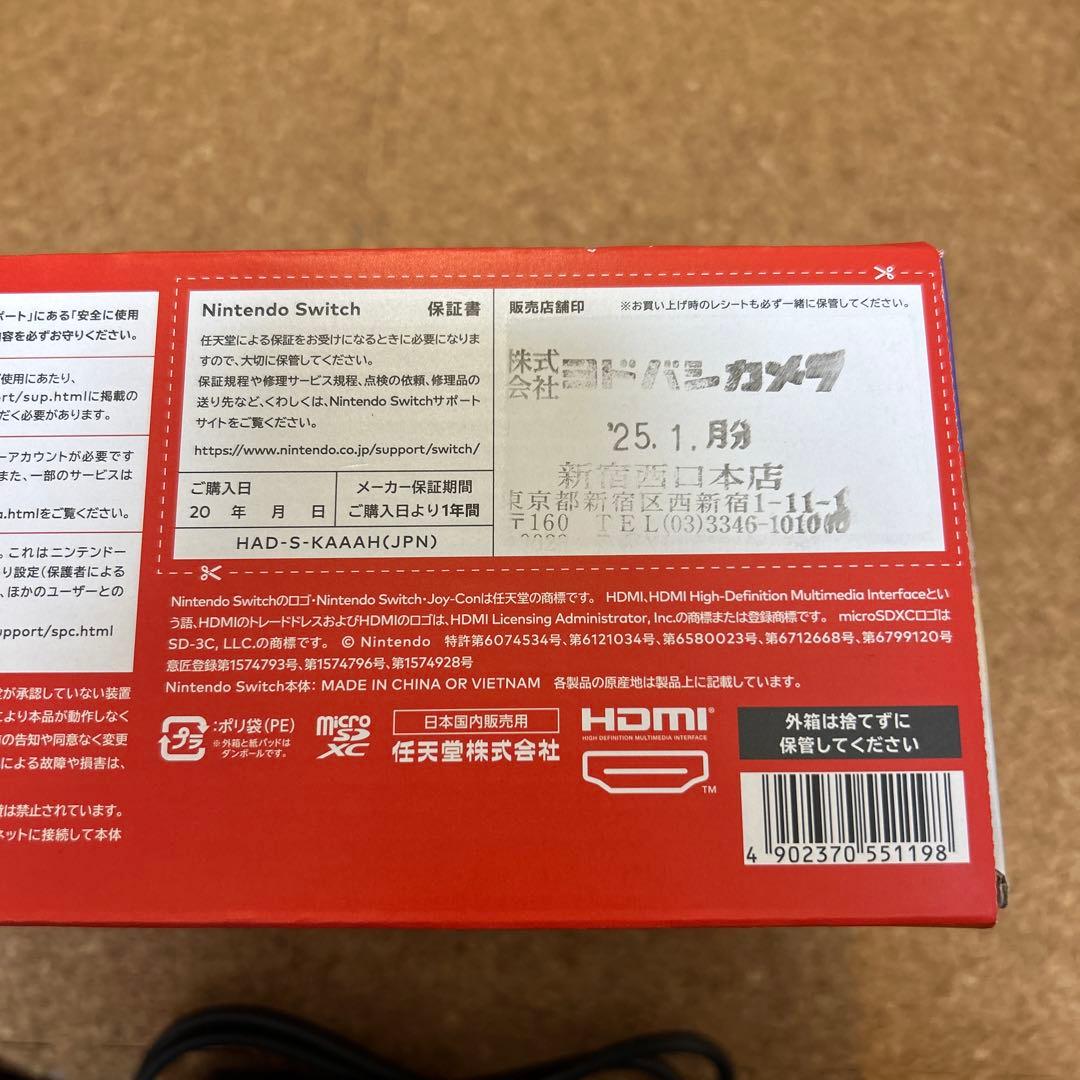 ポート」にある「安全に使用
内容を必ずお守りください。
使用にあたり、
rt/sup.htmlに掲載の
だく必要があります。
ーアカウントが必要です
また、一部のサービスは
a.htmlをご覧ください。
。これは ニンテンドー
り設定(保護者による
、ほかのユーザーとの
upport/spc.html
堂が承認していない装置
により本品が動作しなく
の告知や同意なく変更
による故障や損害は、
は禁止されています。
ネットに接続して本体
Nintendo Switch 保証書
任天堂による保証をお受けになるときに必要になりま
すので、大切に保管してください。
保証規程や修理サービス規程、点検の依頼、修理品の
送り先など、くわしくは、Nintendo Switchサポート
サイトをご覧ください。
https://www.nintendo.co.jp/support/switch/
ご購入日
20 年 月 日
メーカー保証期間
ご購入日より1年間
HAD-S-KAAAH(JPN)
販売店舗印 ※お買い上げ時のレシートも必ず一緒に保管してください。
株式会社 ヨドバシカメラ
'25.1.月分
新宿西口本店
東京都新宿区西新宿1-11-1
〒160 TEL(03)3346-1010
Nintendo Switchのロゴ・Nintendo Switch・Joy-Conは任天堂の商標です。 HDMI、HDMI High-Definition Multimedia Interfaceとい
う語、HDMIのトレードドレスおよびHDMIのロゴは、HDMI Licensing Administrator, Inc.の商標または登録商標です。 microSDXCロゴは
SD-3C, LLC.の商標です。 © Nintendo 特許第6074534号、第6121034号、第6580023号、第6712668号、第6799120号
意匠登録第1574793号、第1574796号、第1574928号
Nintendo Switch本体: MADE IN CHINA OR VIETNAM 各製品の原産地は製品上に記載しています。
プラ
:ポリ袋(PE)
※外箱と紙パッドは
ダンボールです。
micro
SD
XC
日本国内販売用
任天堂株式会社
HDMI
HIGH DEFINITION MULTIMEDIA INTERFACE
TM
外箱は捨てずに
保管してください
4 902370 551198